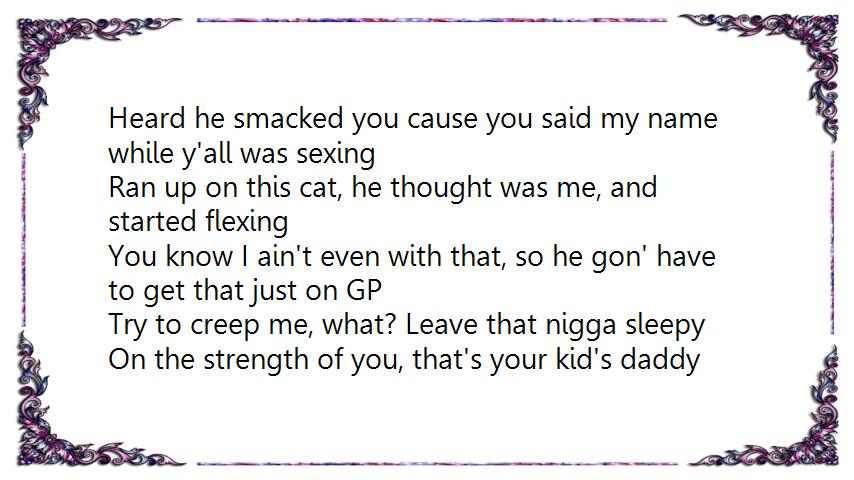 Heard he smacked you cause you said my name
while y'all was sexing
Ran up on this cat, he thought was me, and
started flexing
You know I ain't even with that, so he gon' have
to get that just on GP
Try to creep me, what? Leave that nigga sleepy
On the strength of you, that's your kid's daddy